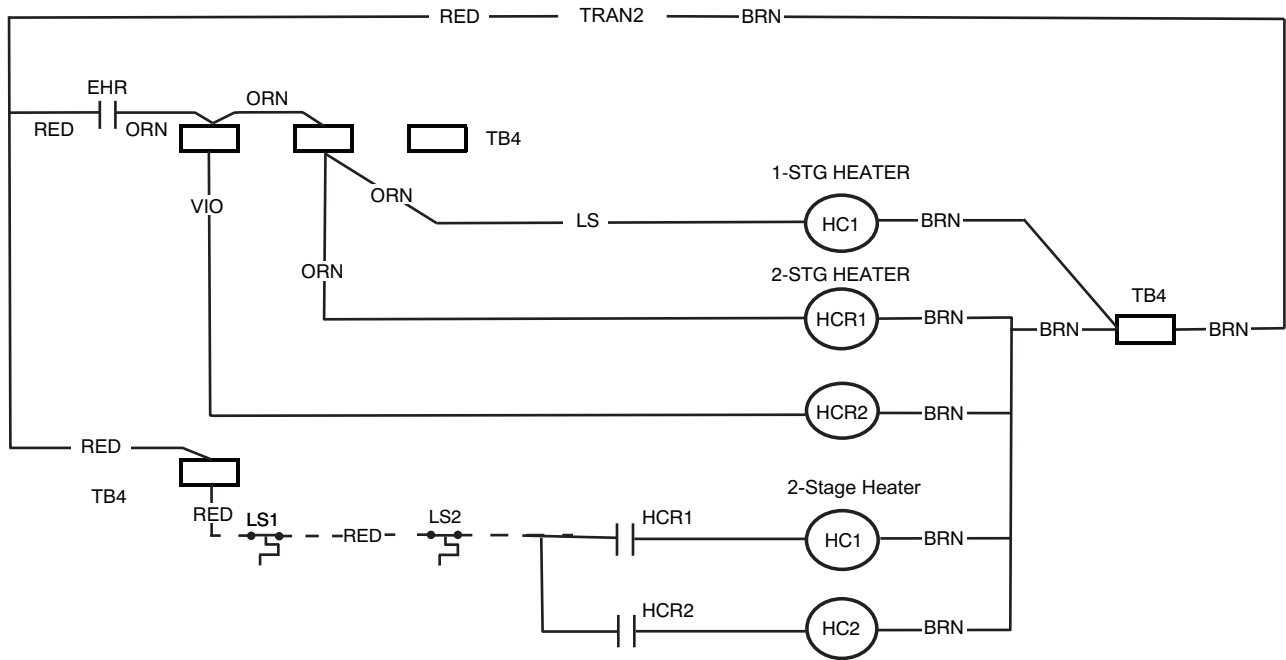 RED TRAN2 BRN
EHR
ORN
RED ORN
TB4
1-STG HEATER
ORN
VIO
LS HC1 BRN
ORN
2-STG HEATER
TB4
HCR1 BRN BRN BRN
HCR2 BRN
RED
2-Stage Heater
TB4
RED LS1 RED LS2 HCR1
HC1 BRN
HCR2
HC2 BRN